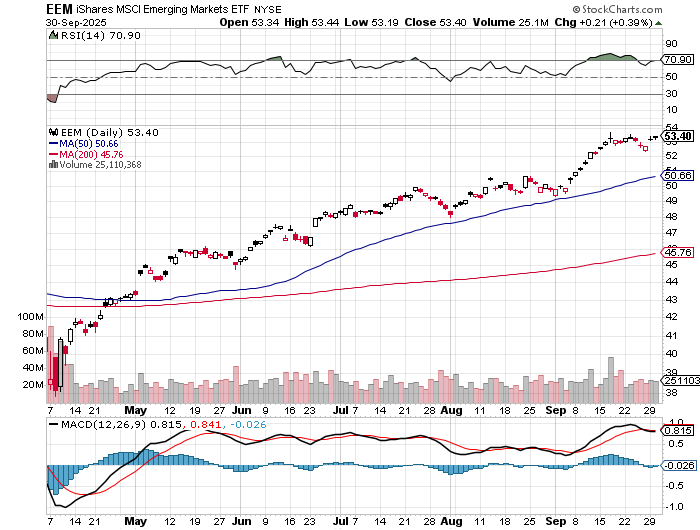 EEM iShares MSCI Emerging Markets ETF NYSE © StockCharts.com
30-Sep-2025 Open 53.34 High 53.44 Low 53.19 Close 53.40 Volume 25.1M Chg +0.21 (+0.39%)
RSI(14) 70.90
90
70.90
50
30
10
EEM (Daily) 53.40
MA(50) 50.66
MA(200) 45.76
Volume 25,110,368
54
53.40
53
52
50.66
50
49
48
47
46
45.76
45
44
43
42
41
40
39
38
100M
80M
60M
40M
20M
25110368
7 14 21 May 12 19 27 Jun 9 16 23 Jul 7 14 21 28 Aug 11 18 25 Sep 8 15 22 29
MACD(12,26,9) 0.815, 0.841, -0.026
0.5
0.0
-0.5
-1.0
0.815
-0.026
-0.5
-1.0
7 14 21 May 12 19 27 Jun 9 16 23 Jul 7 14 21 28 Aug 11 18 25 Sep 8 15 22 29